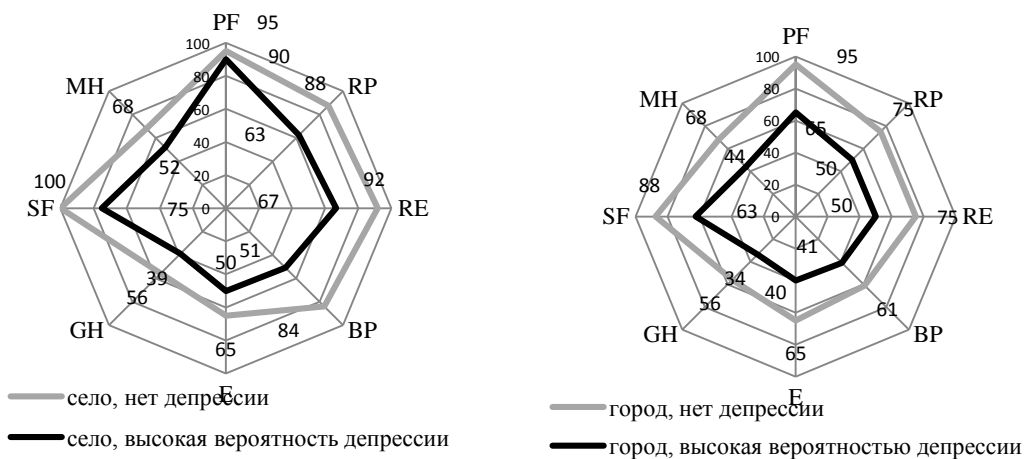 PF 95
100
90
MH 80 88 RP
68
60
63
40
52
20
100 92
SF 75 0 67 RE
51
50
39
56
GH 84 BP
65
E
село, нет депрессии
село, высокая вероятность депрессии
PF
100 95
MH 80 RP
68 75
60 65
40
44 50
20
88
SF 63 0 50 75 RE
41
34 40
56 61
GH BP
65
E
город, нет депрессии
город, высокая вероятностью депрессии